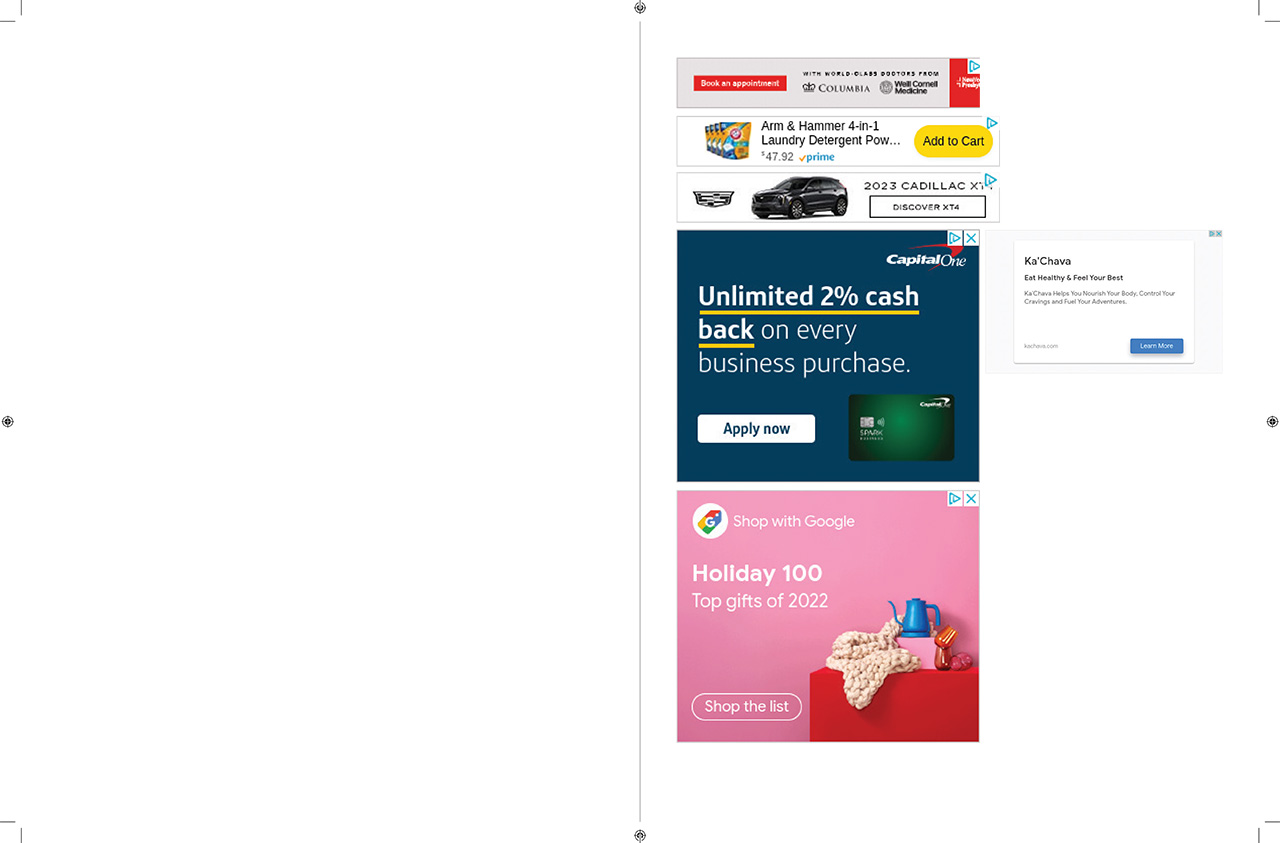 Book an appointment
WITH WORLD-CLASS DOCTORS FROM
COLUMBIA
Weill Cornell
Medicine
Arm & Hammer 4-in-1
Laundry Detergent Pow…
$47.92 prime
Add to Cart
2023 CADILLAC XT4
DISCOVER XT4
Capital One
Unlimited 2% cash
back on every
business purchase.
Apply now
Capital One
SPARK
BUSINESS
Ka'Chava
Eat Healthy & Feel Your Best
Ka'Chava Helps You Nourish Your Body, Control Your
Cravings and Fuel Your Adventures.
kachava.com
Learn More
G
Shop with Google
Holiday 100
Top gifts of 2022
Shop the list